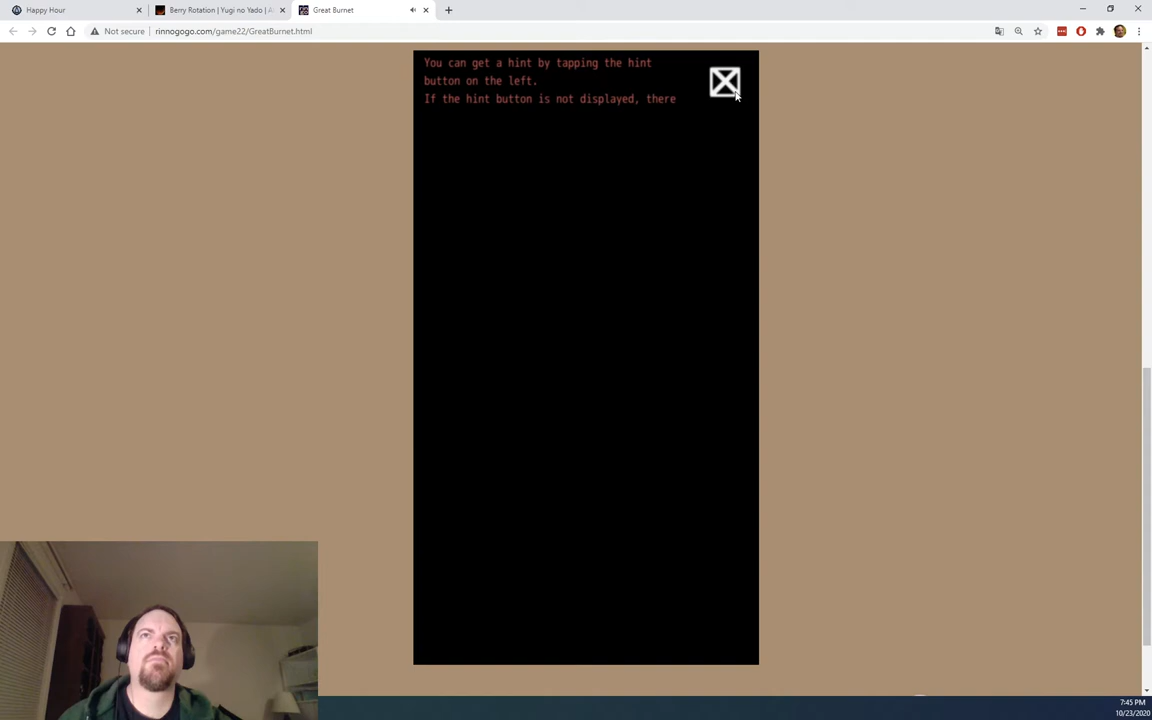 Happy Hour
Berry Rotation | Yugi no Yado | A
Great Burnet
Not secure | rinnogogo.com/game22/GreatBurnet.html
You can get a hint by tapping the hint
button on the left.
If the hint button is not displayed, there
7:45 PM
10/23/2020